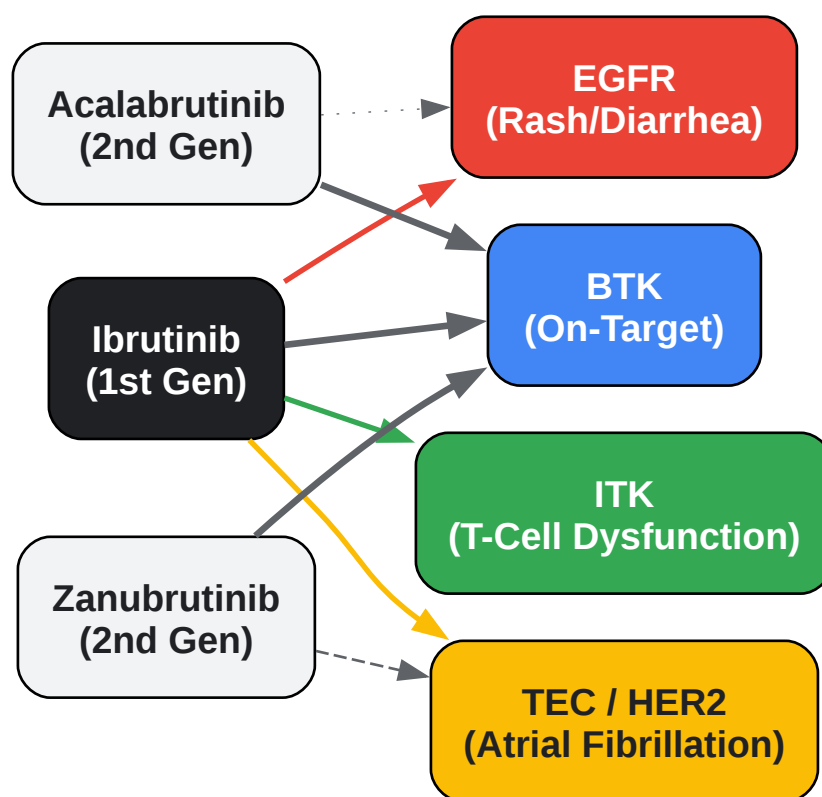 Acalabrutinib
(2nd Gen)
EGFR
(Rash/Diarrhea)
BTK
(On-Target)
Ibrutinib
(1st Gen)
ITK
(T-Cell Dysfunction)
Zanubrutinib
(2nd Gen)
TEC / HER2
(Atrial Fibrillation)